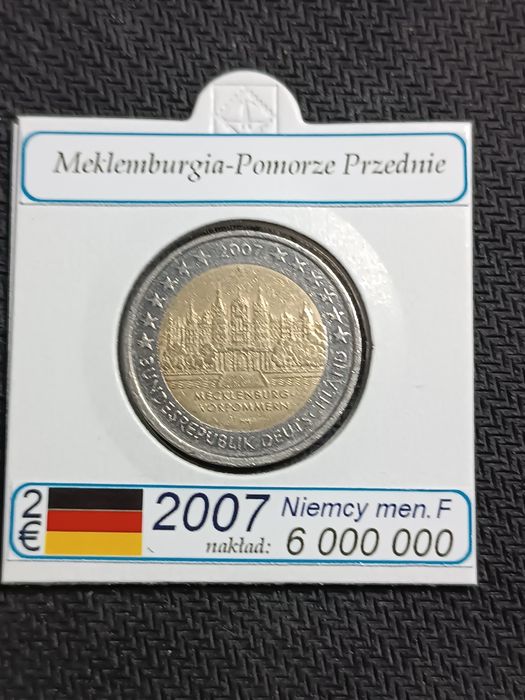 Meklemburgia-Pomorze Przednie
2007
MECKLENBURG-
VORPOMMERN
BUNDESREPUBLIK DEUTSCHLAND
2 €
2007 Niemcy men. F
nakład: 6 000 000